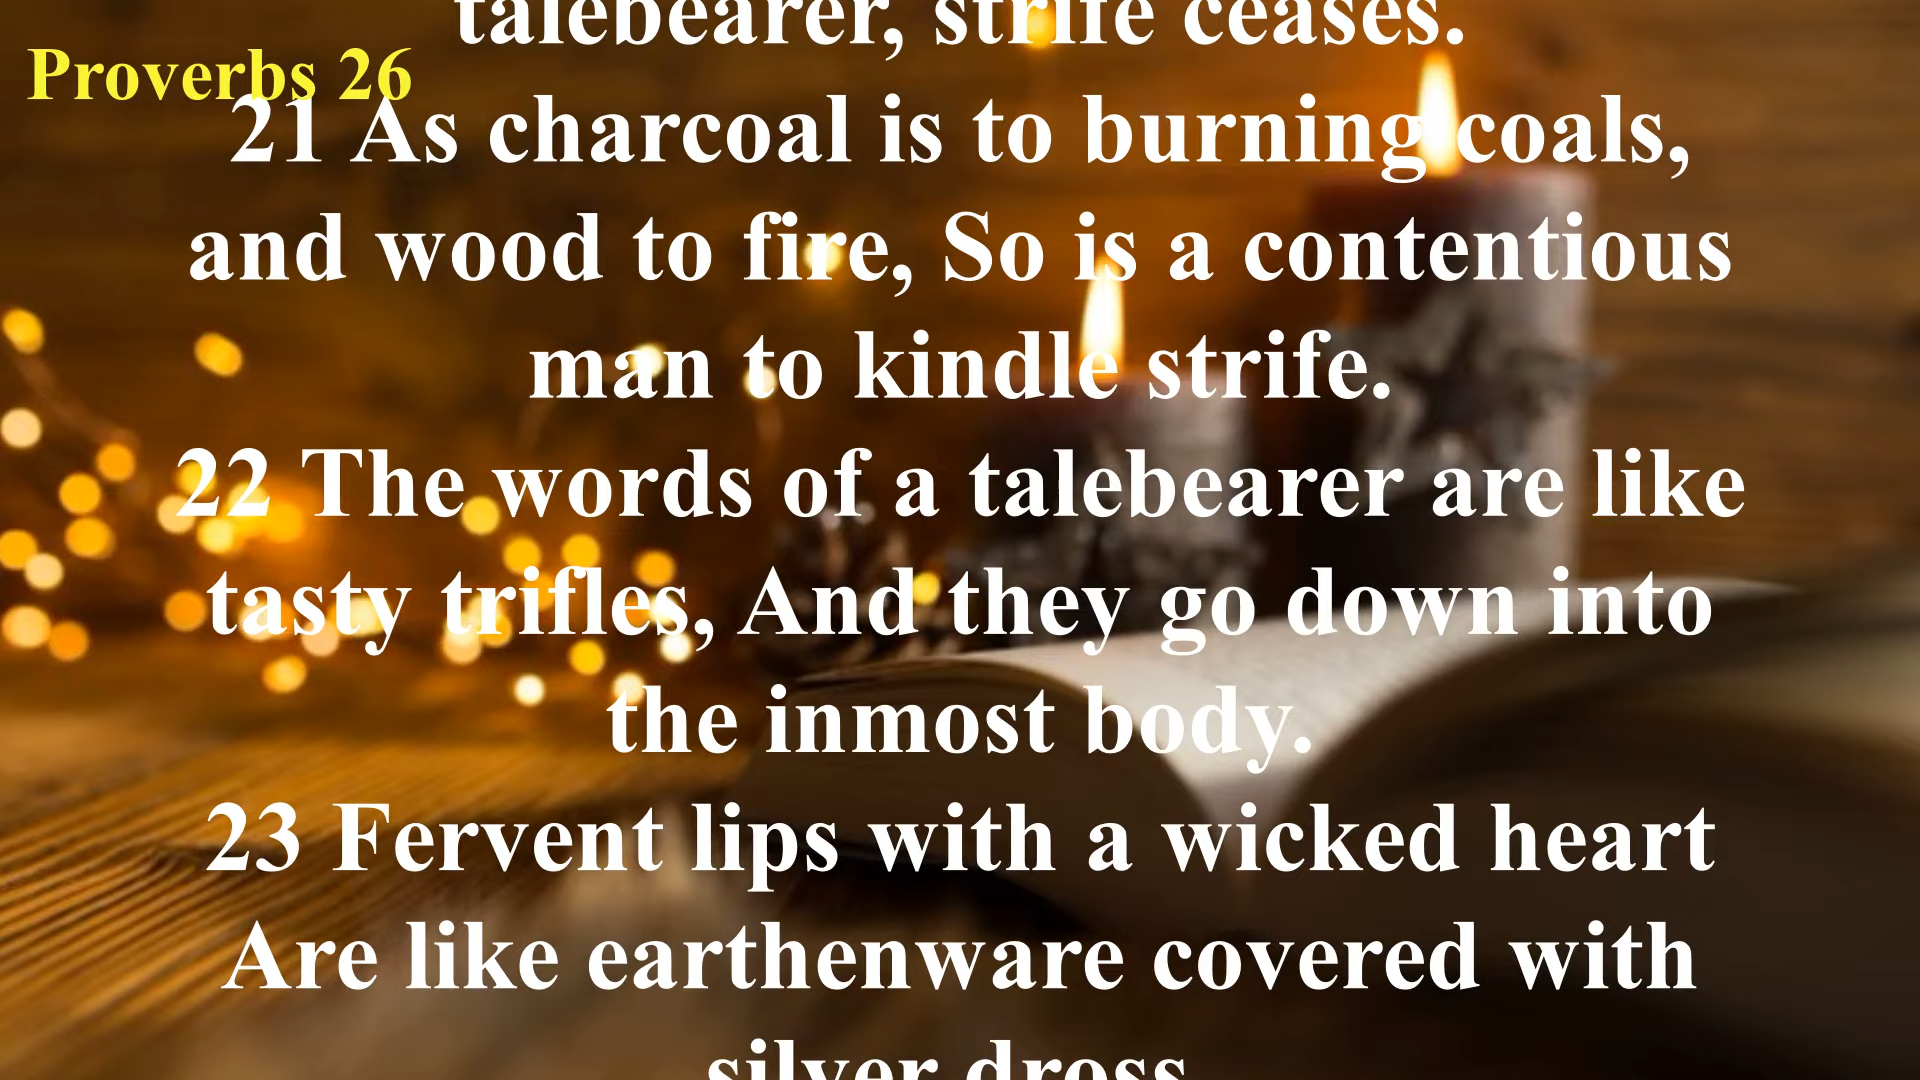 talebearer, strife ceases.
Proverbs 26
21 As charcoal is to burning coals,
and wood to fire, So is a contentious
man to kindle strife.
22 The words of a talebearer are like
tasty trifles, And they go down into
the inmost body.
23 Fervent lips with a wicked heart
Are like earthenware covered with
silver dross